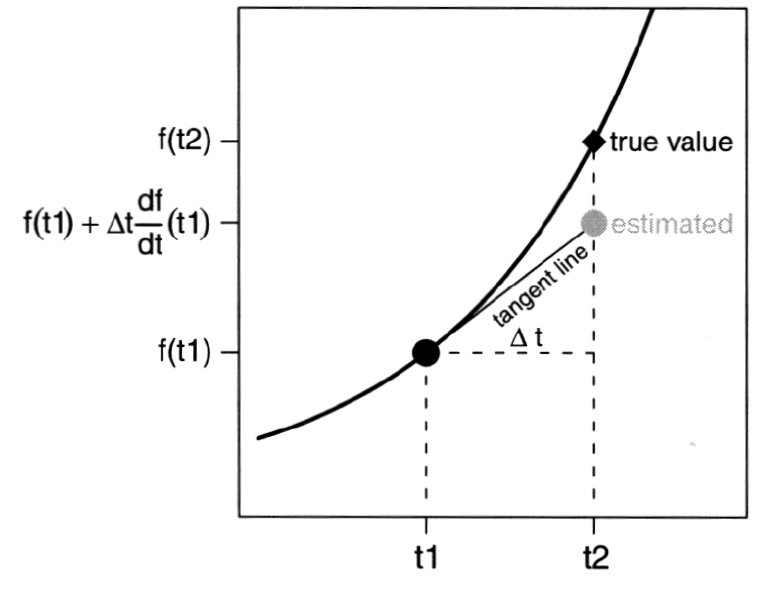 f(t2)
true value
f(t1) + Δt df/dt (t1)
estimated
tangent line
f(t1)
Δ t
t1
t2